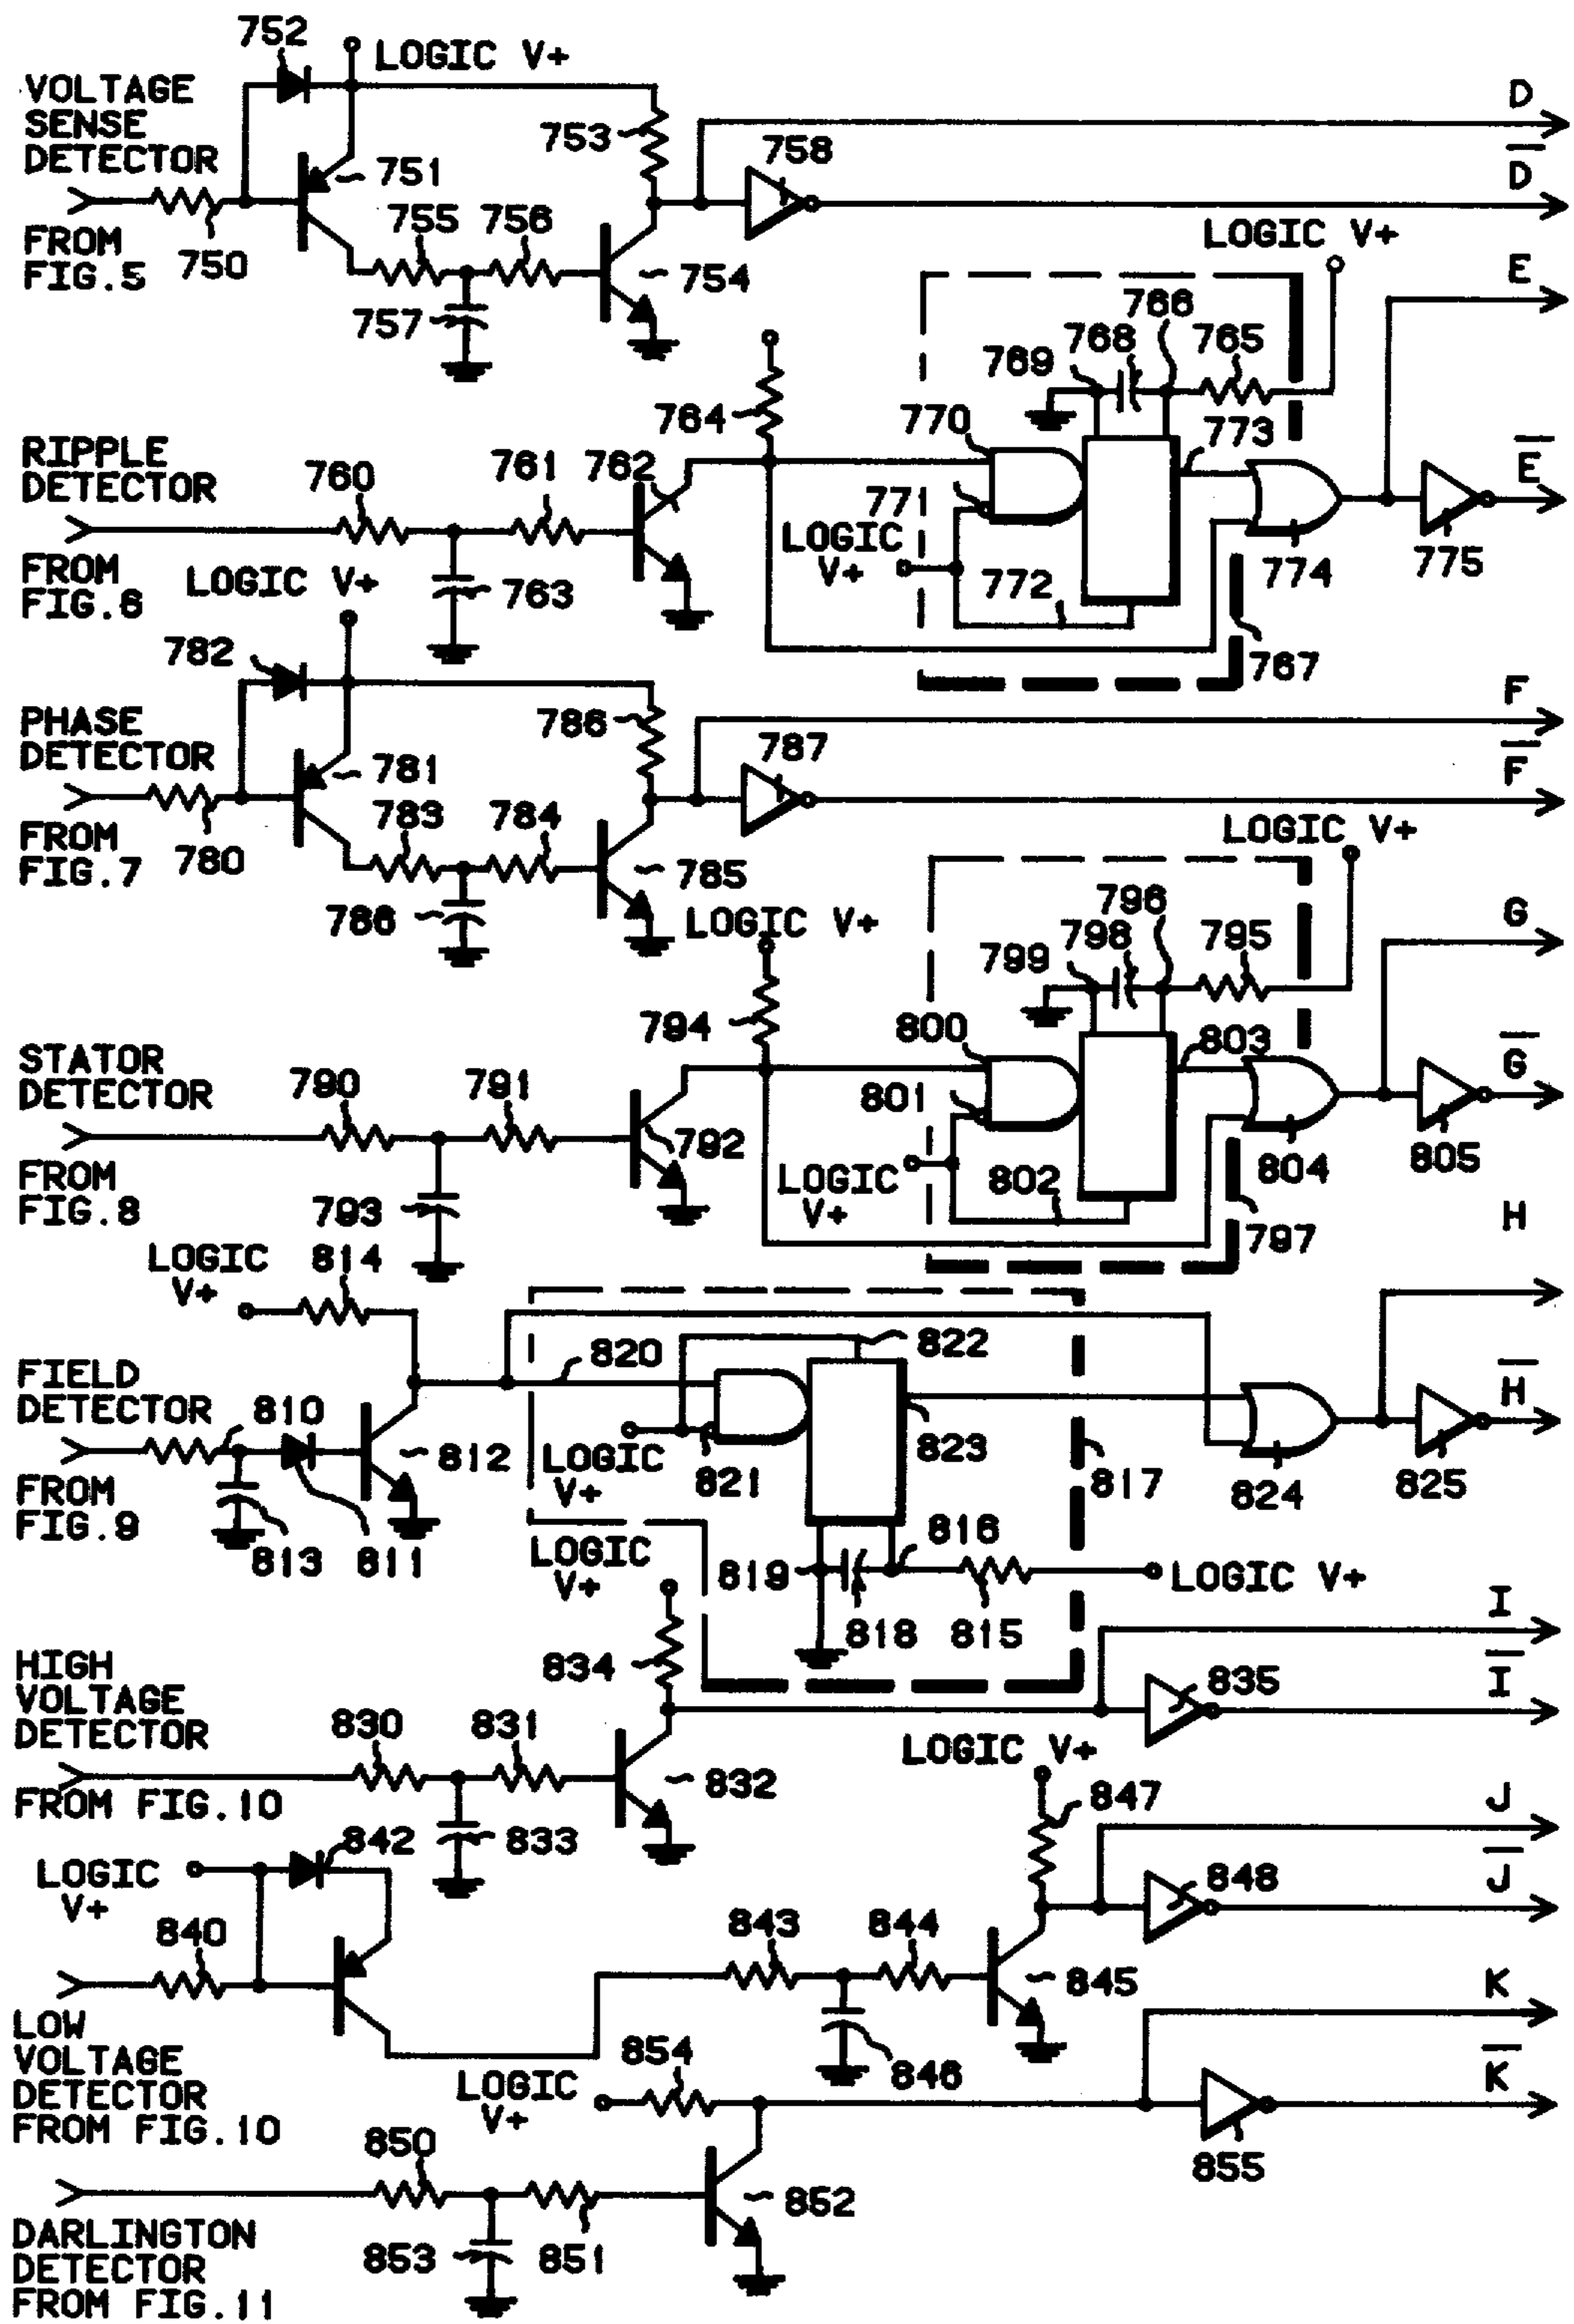 752
LOGIC V+
VOLTAGE
SENSE
DETECTOR
753
758
D
D
751
755
756
LOGIC V+
FROM
FIG.5
750
754
E
757
766
768
765
769
764
770
773
RIPPLE
DETECTOR
760
761
762
E
771
LOGIC
V+
FROM
FIG.6
LOGIC V+
763
772
774
775
782
767
PHASE
DETECTOR
786
787
F
F
781
783
784
LOGIC V+
FROM
FIG.7
780
785
786
LOGIC V+
796
798
795
799
G
794
800
803
STATOR
DETECTOR
790
791
801
G
792
LOGIC
V+
802
804
805
FROM
FIG.8
793
797
H
LOGIC
V+
814
820
822
FIELD
DETECTOR
810
H
812
LOGIC
V+
821
823
817
824
825
FROM
FIG.9
813
811
LOGIC
V+
819
816
LOGIC V+
818
815
I
HIGH
VOLTAGE
DETECTOR
834
835
I
830
831
LOGIC V+
832
FROM FIG.10
847
J
842
833
LOGIC
V+
848
J
840
843
844
845
K
LOW
VOLTAGE
DETECTOR
FROM FIG.10
854
846
LOGIC
V+
K
850
855
852
DARLINGTON
DETECTOR
FROM FIG.11
853
851